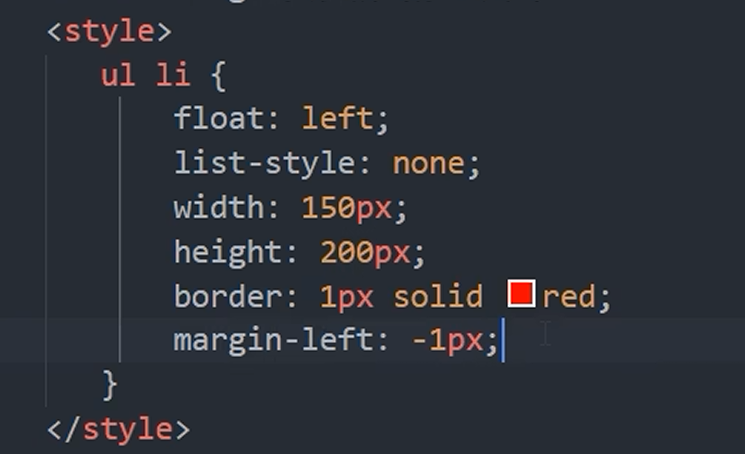 <style>
ul li {
float: left;
list-style: none;
width: 150px;
height: 200px;
border: 1px solid red;
margin-left: -1px;
}
</style>